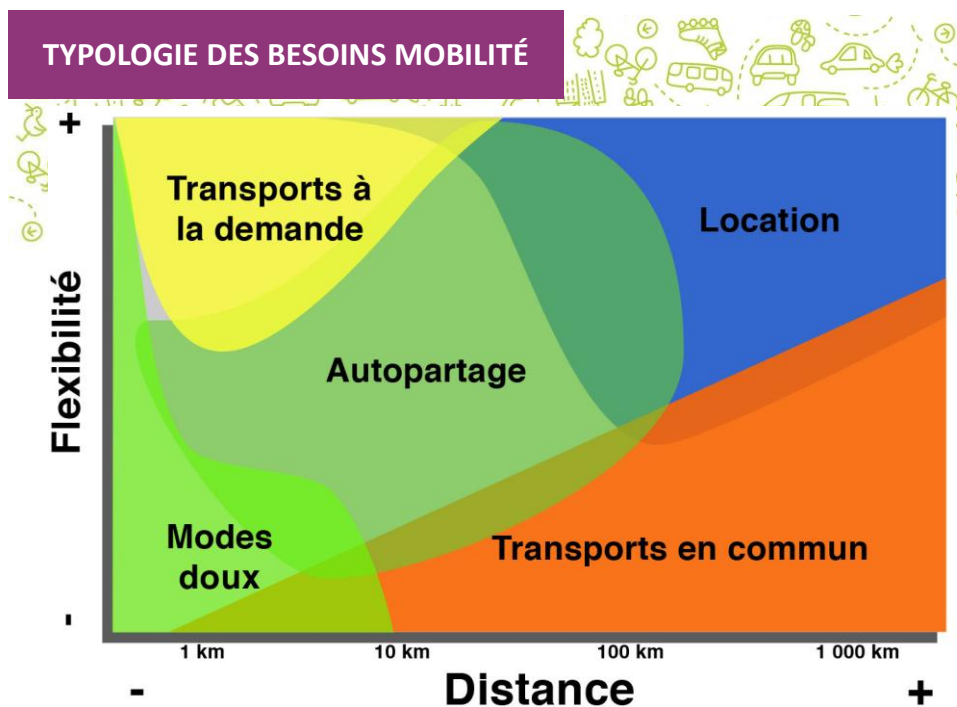 TYPOLOGIE DES BESOINS MOBILITÉ
+
Transports à
la demande
Location
Flexibilité
Autopartage
Modes
doux
Transports en commun
-
1 km
10 km
100 km
1 000 km
-
Distance
+